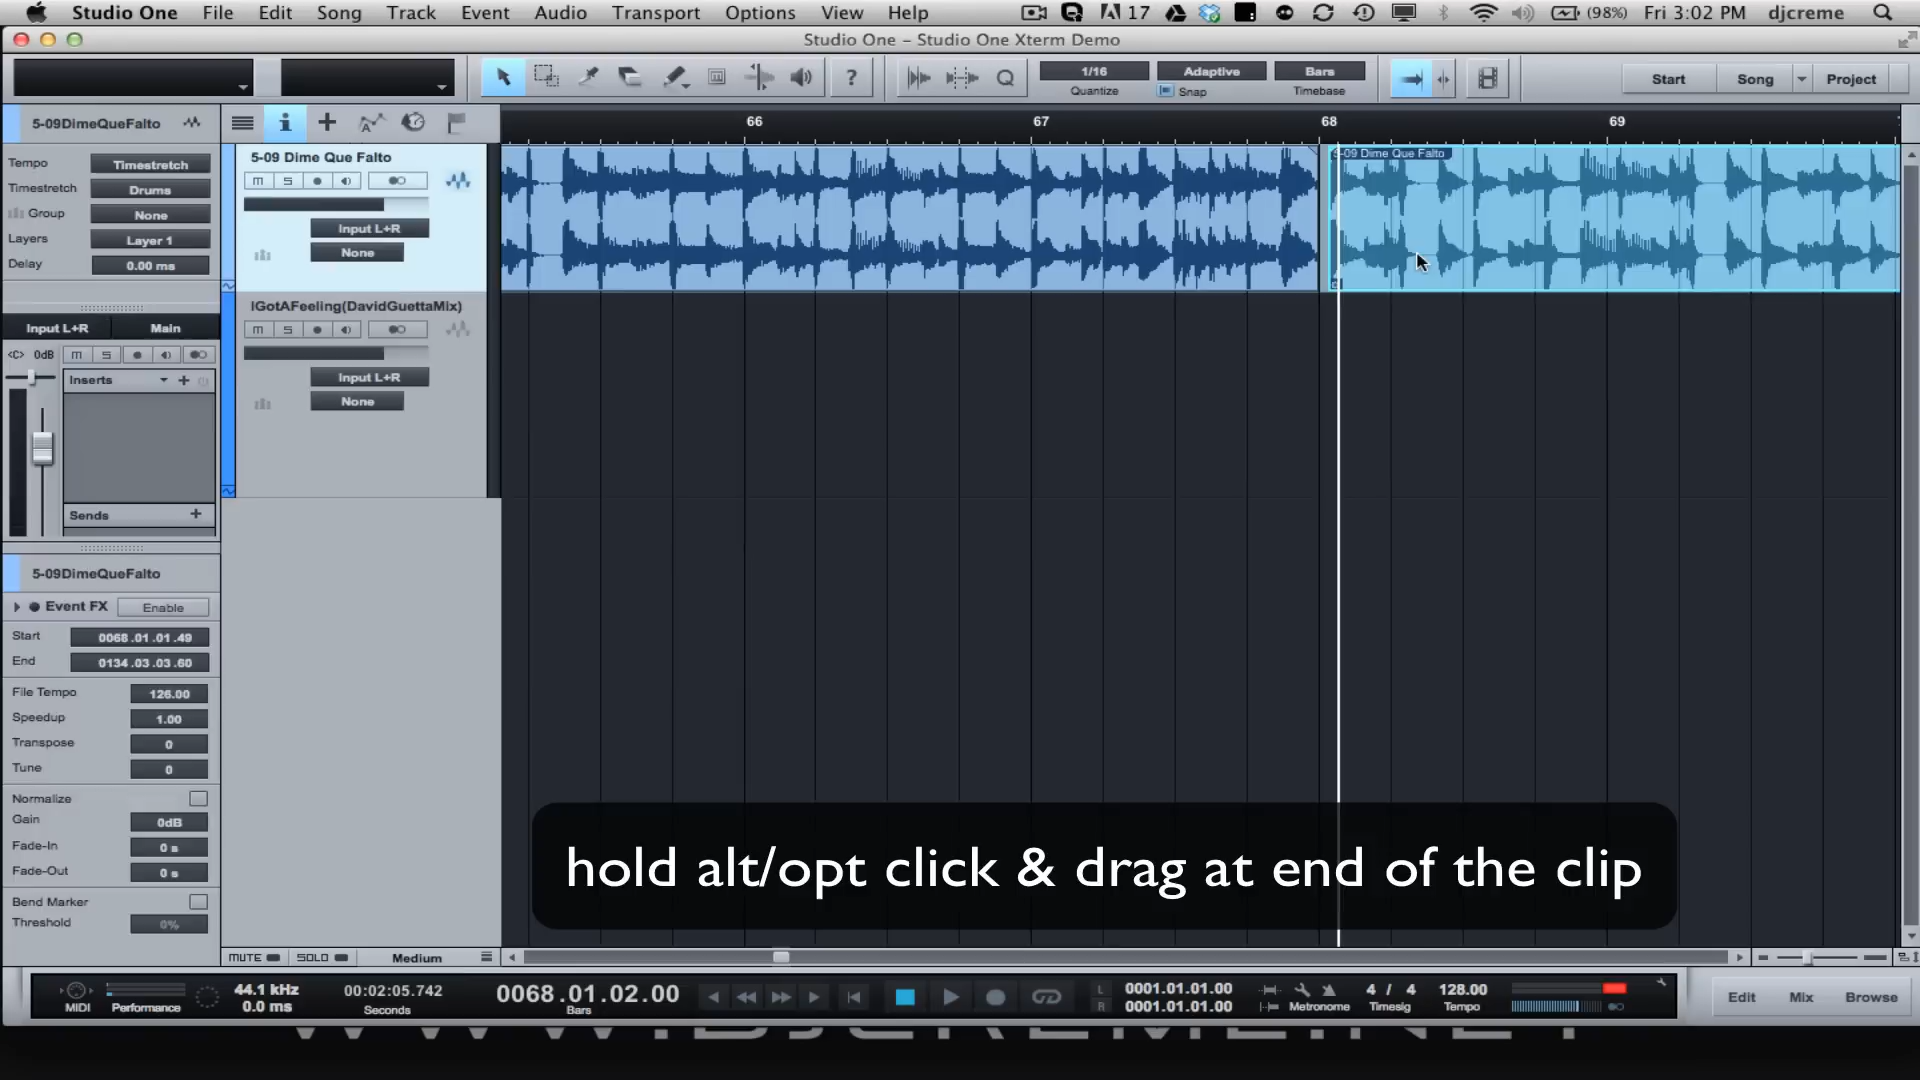 Studio One File Edit Song Track Event Audio Transport Options View Help 17 (98%) Fri 3:02 PM djcreme
Studio One – Studio One Xterm Demo
1/16 Adaptive Bars
Quantize Snap Timebase
? Q
Start Song Project
5-09DimeQueFalto
66 67 68 69
Tempo Timestretch
Timestretch Drums
Group None
Layers Layer 1
Delay 0.00 ms
5-09 Dime Que Falto
M S
Input L+R
None
5-09 Dime Que Falto
IGotAFeeling(DavidGuettaMix)
M S
Input L+R
None
Input L+R Main
<C> 0dB M S
Inserts
Sends
5-09DimeQueFalto
Event FX Enable
Start 0068.01.01.49
End 0134.03.03.60
File Tempo 126.00
Speedup 1.00
Transpose 0
Tune 0
Normalize
Gain 0dB
Fade-In 0 s
Fade-Out 0 s
Bend Marker
Threshold 0%
hold alt/opt click & drag at end of the clip
MUTE SOLO Medium
MIDI Performance
44.1 kHz
0.0 ms
00:02:05.742
Seconds
0068.01.02.00
Bars
L 0001.01.01.00
R 0001.01.01.00
Metronome
4 / 4
Timesig
128.00
Tempo
Edit Mix Browse